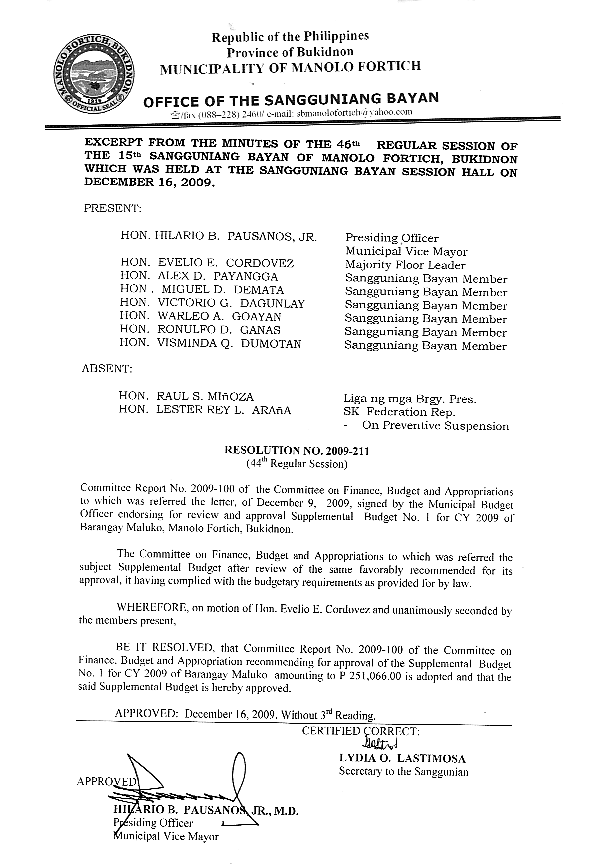 Republic of the Philippines
Province of Bukidnon
MUNICIPALITY OF MANOLO FORTICH
MANOLO FORTICH, BUKIDNON
1914
OFFICIAL SEAL
OFFICE OF THE SANGGUNIANG BAYAN
☏/fax (088–228) 2460/ e-mail: sbmanolofortich@yahoo.com
EXCERPT FROM THE MINUTES OF THE 46th REGULAR SESSION OF
THE 15th SANGGUNIANG BAYAN OF MANOLO FORTICH, BUKIDNON
WHICH WAS HELD AT THE SANGGUNIANG BAYAN SESSION HALL ON
DECEMBER 16, 2009.
PRESENT:
HON. HILARIO B. PAUSANOS, JR. Presiding Officer
Municipal Vice Mayor
HON. EVELIO E. CORDOVEZ Majority Floor Leader
HON. ALEX D. PAYANGGA Sangguniang Bayan Member
HON . MIGUEL D. DEMATA Sangguniang Bayan Member
HON. VICTORIO G. DAGUNLAY Sangguniang Bayan Member
HON. WARLEO A. GOAYAN Sangguniang Bayan Member
HON. RONULFO D. GANAS Sangguniang Bayan Member
HON. VISMINDA Q. DUMOTAN Sangguniang Bayan Member
ABSENT:
HON. RAUL S. MIñOZA Liga ng mga Brgy. Pres.
HON. LESTER REY L. ARAñA SK Federation Rep.
- On Preventive Suspension
RESOLUTION NO. 2009-211
(44th Regular Session)
Committee Report No. 2009-100 of the Committee on Finance, Budget and Appropriations
to which was referred the letter, of December 9, 2009, signed by the Municipal Budget
Officer endorsing for review and approval Supplemental Budget No. 1 for CY 2009 of
Barangay Maluko, Manolo Fortich, Bukidnon.
The Committee on Finance, Budget and Appropriations to which was referred the
subject Supplemental Budget after review of the same favorably recommended for its
approval, it having complied with the budgetary requirements as provided for by law.
WHEREFORE, on motion of Hon. Evelio E. Cordovez and unanimously seconded by
the members present,
BE IT RESOLVED, that Committee Report No. 2009-100 of the Committee on
Finance, Budget and Appropriation recommending for approval of the Supplemental Budget
No. 1 for CY 2009 of Barangay Maluko amounting to P 251,066.00 is adopted and that the
said Supplemental Budget is hereby approved.
APPROVED: December 16, 2009. Without 3rd Reading.
CERTIFIED CORRECT:
LYDIA O. LASTIMOSA
Secretary to the Sanggunian
APPROVED
HILARIO B. PAUSANOS, JR., M.D.
Presiding Officer
Municipal Vice Mayor